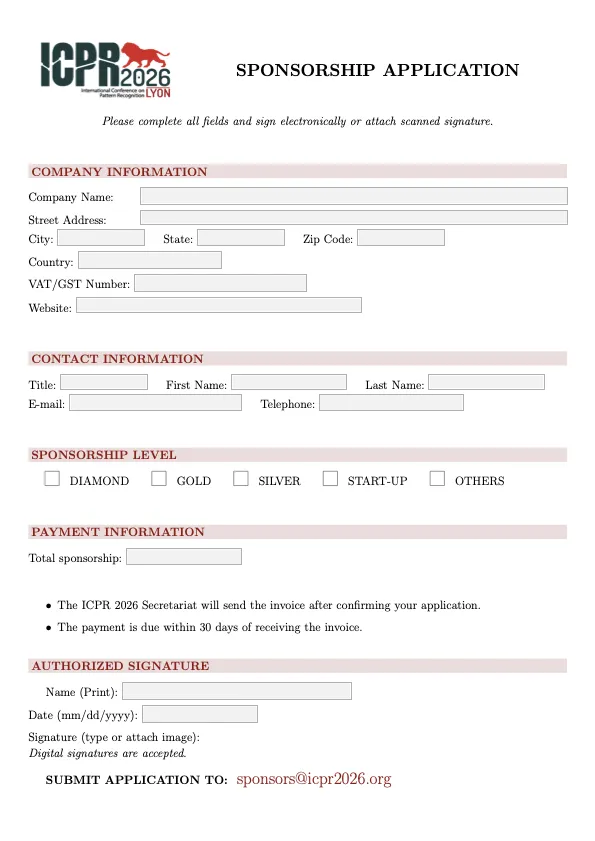 ICPR 2026
International Conference on
Pattern Recognition LYON
SPONSORSHIP APPLICATION
Please complete all fields and sign electronically or attach scanned signature.
COMPANY INFORMATION
Company Name:
Street Address:
City: State: Zip Code:
Country:
VAT/GST Number:
Website:
CONTACT INFORMATION
Title: First Name: Last Name:
E-mail: Telephone:
SPONSORSHIP LEVEL
DIAMOND GOLD SILVER START-UP OTHERS
PAYMENT INFORMATION
Total sponsorship:
• The ICPR 2026 Secretariat will send the invoice after confirming your application.
• The payment is due within 30 days of receiving the invoice.
AUTHORIZED SIGNATURE
Name (Print):
Date (mm/dd/yyyy):
Signature (type or attach image):
Digital signatures are accepted.
SUBMIT APPLICATION TO: sponsors@icpr2026.org